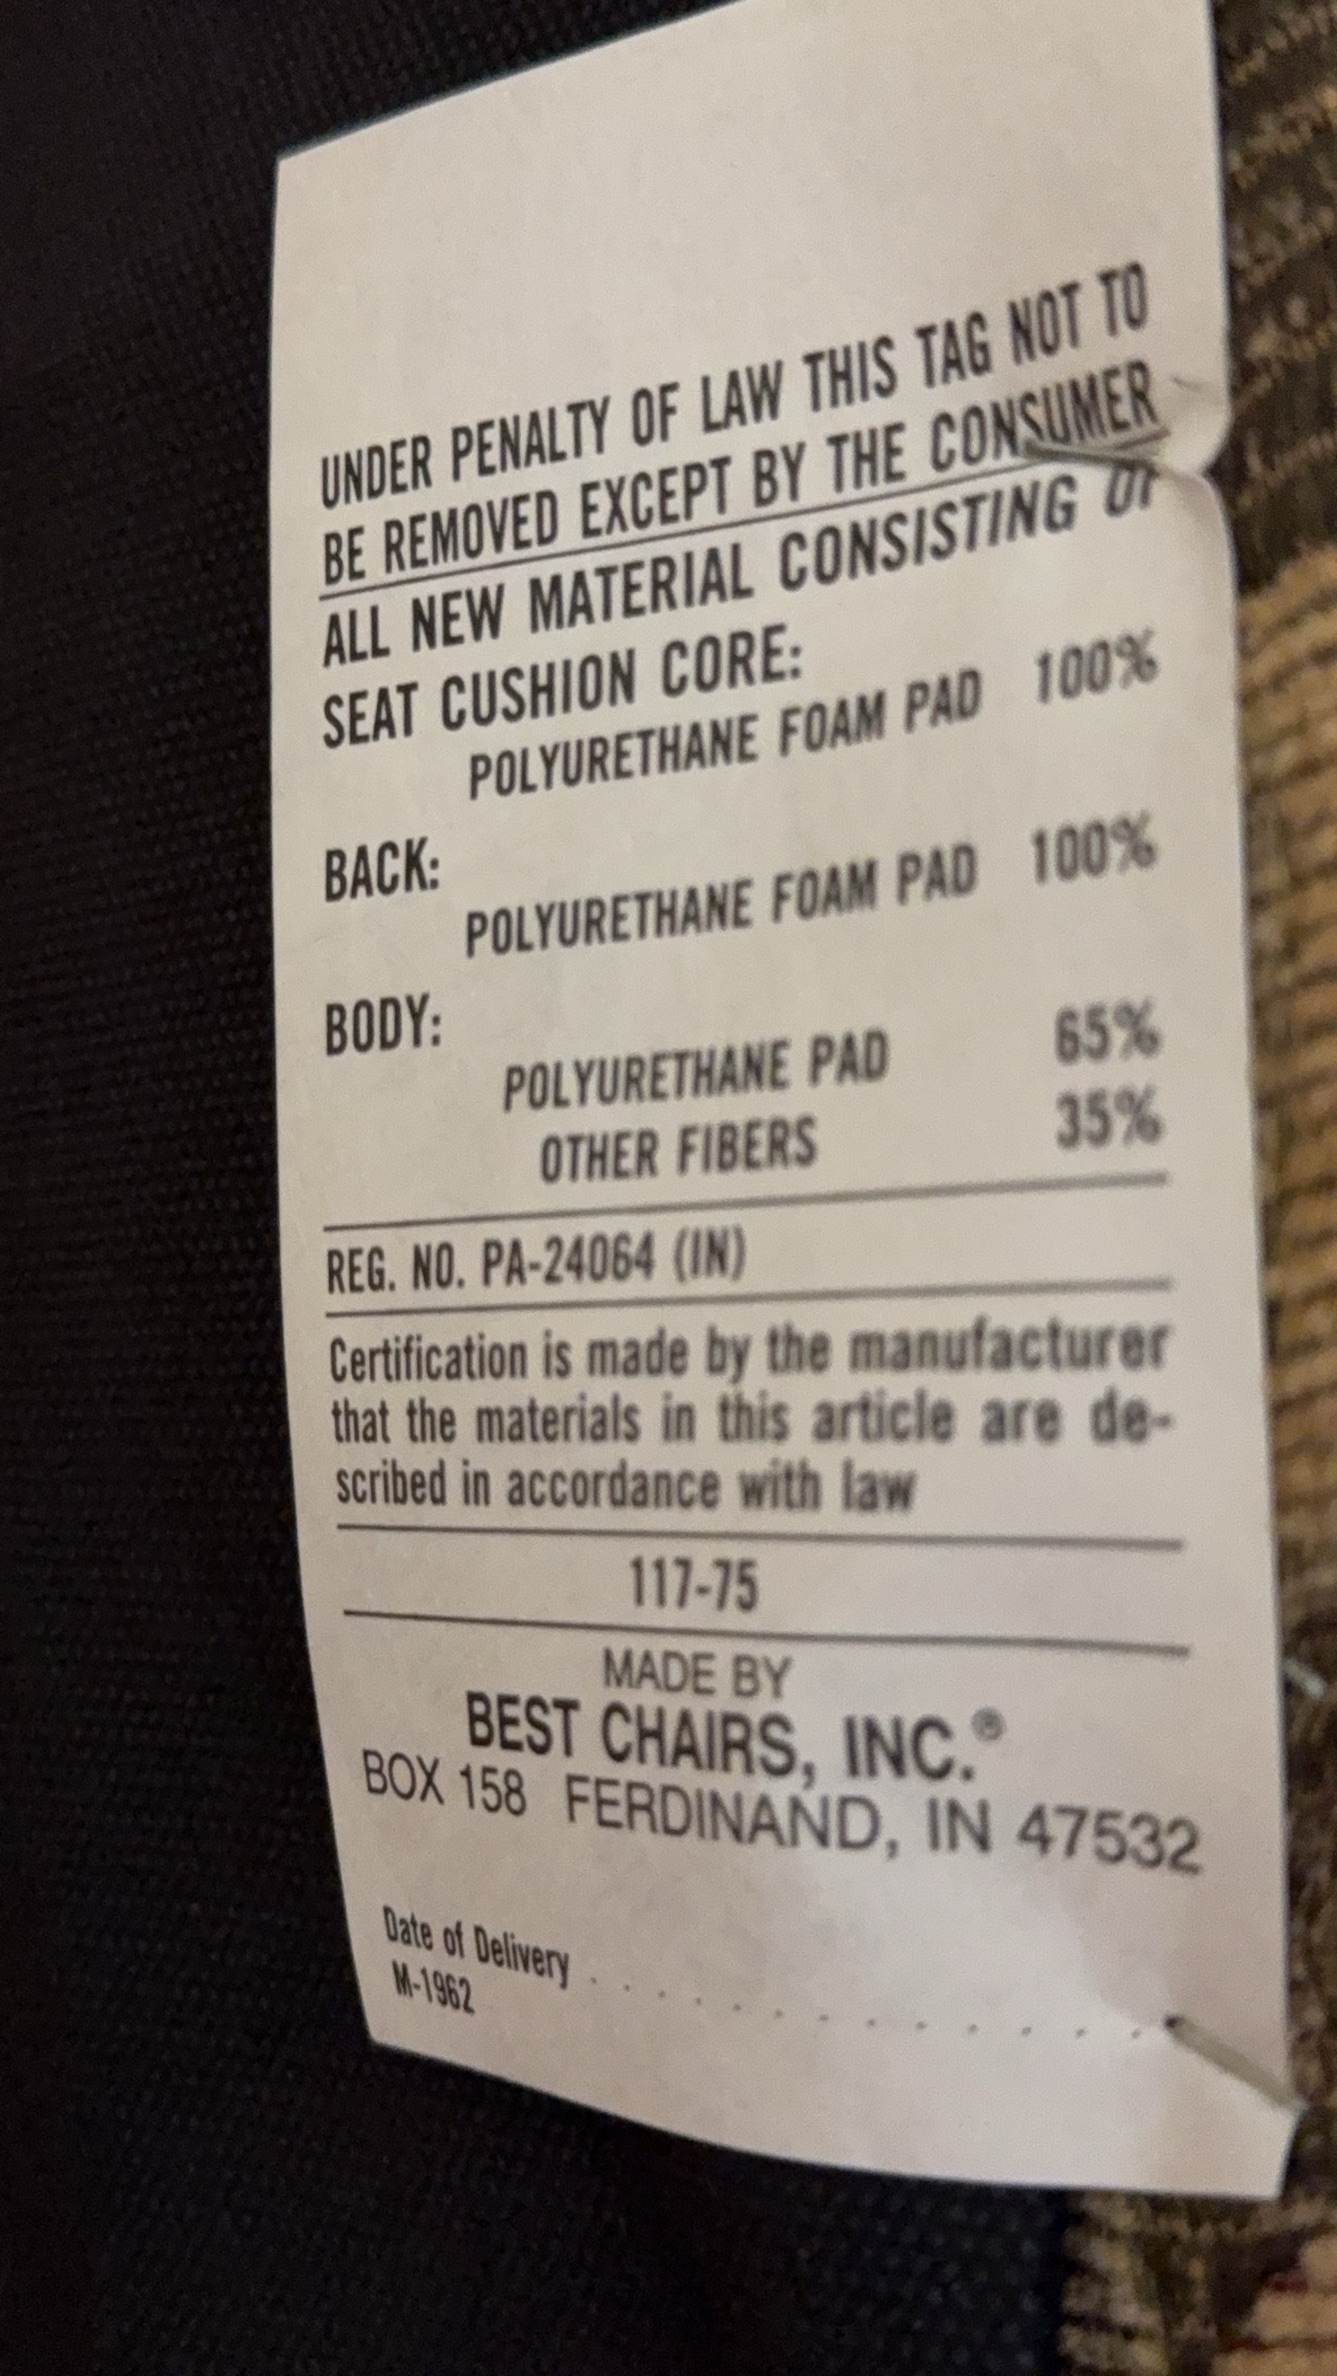 UNDER PENALTY OF LAW THIS TAG NOT TO
BE REMOVED EXCEPT BY THE CONSUMER
ALL NEW MATERIAL CONSISTING OF
SEAT CUSHION CORE:
POLYURETHANE FOAM PAD 100%
BACK:
POLYURETHANE FOAM PAD 100%
BODY:
POLYURETHANE PAD 65%
OTHER FIBERS 35%
REG. NO. PA-24064 (IN)
Certification is made by the manufacturer
that the materials in this article are de-
scribed in accordance with law
117-75
MADE BY
BEST CHAIRS, INC.®
BOX 158 FERDINAND, IN 47532
Date of Delivery . . . . . . . . . . . . . . .
M-1962